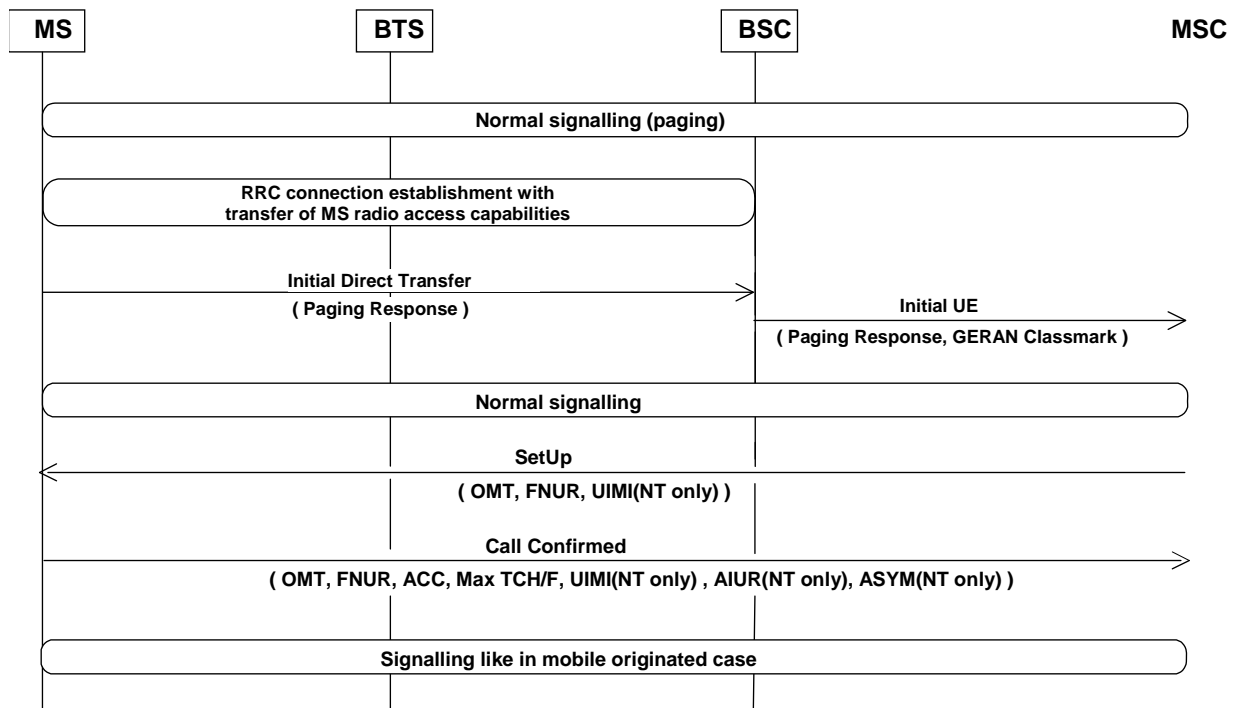 MS BTS BSC MSC
Normal signalling (paging)
RRC connection establishment with
transfer of MS radio access capabilities
Initial Direct Transfer
( Paging Response )
Initial UE
( Paging Response, GERAN Classmark )
Normal signalling
SetUp
( OMT, FNUR, UIMI(NT only) )
Call Confirmed
( OMT, FNUR, ACC, Max TCH/F, UIMI(NT only) , AIUR(NT only), ASYM(NT only) )
Signalling like in mobile originated case